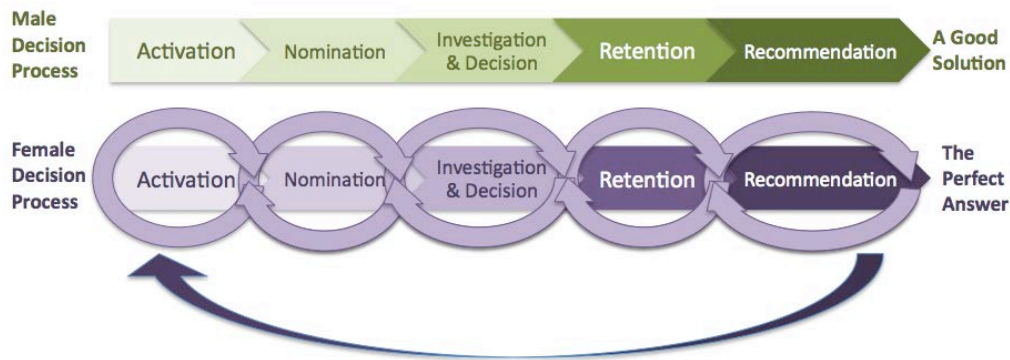 Male
Decision
Process
Activation
Nomination
Investigation
& Decision
Retention
Recommendation
A Good
Solution
Female
Decision
Process
Activation
Nomination
Investigation
& Decision
Retention
Recommendation
The
Perfect
Answer